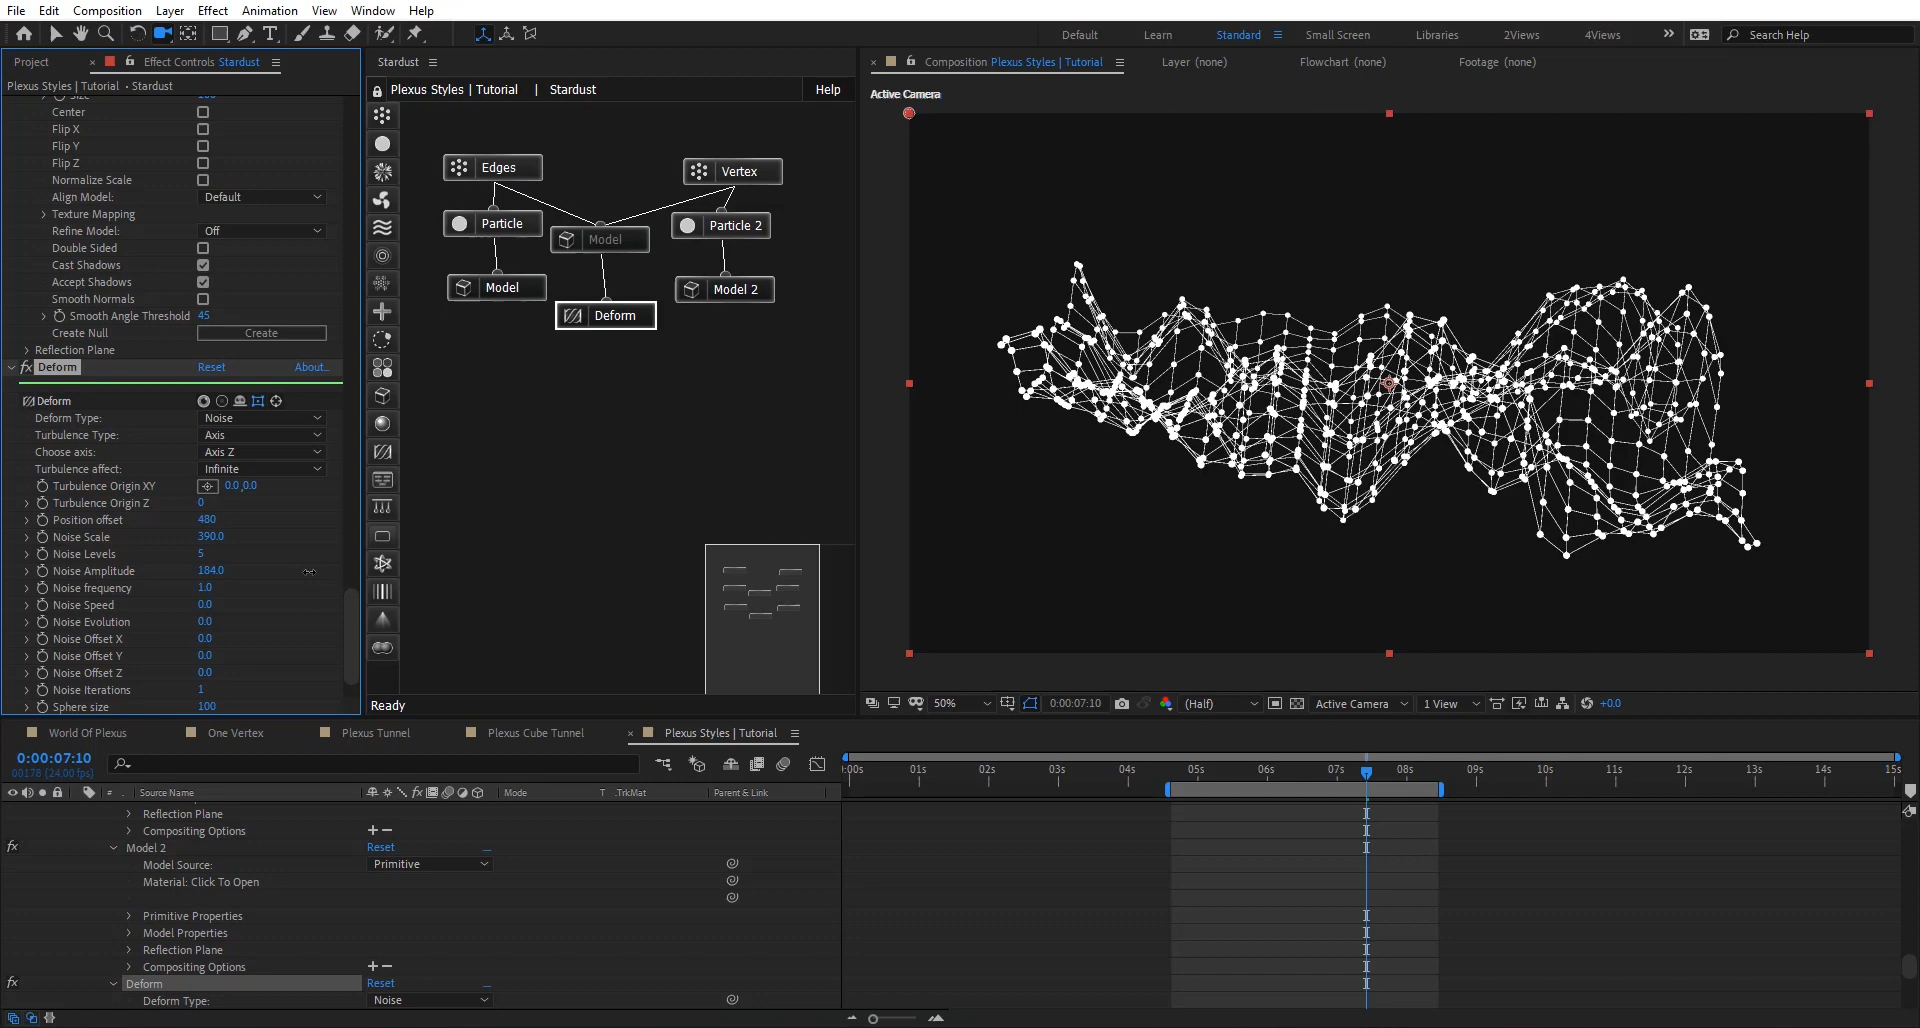 File Edit Composition Layer Effect Animation View Window Help
Default Learn Standard Small Screen Libraries 2Views 4Views Search Help
Project Effect Controls Stardust
Plexus Styles | Tutorial • Stardust
Size 100
Center
Flip X
Flip Y
Flip Z
Normalize Scale
Align Model: Default
Texture Mapping
Refine Model: Off
Double Sided
Cast Shadows
Accept Shadows
Smooth Normals
Smooth Angle Threshold 45
Create Null Create
Reflection Plane
fx Deform Reset About...
Deform
Deform Type: Noise
Turbulence Type: Axis
Choose axis: Axis Z
Turbulence affect: Infinite
Turbulence Origin XY 0.0,0.0
Turbulence Origin Z 0
Position offset 480
Noise Scale 390.0
Noise Levels 5
Noise Amplitude 184.0
Noise frequency 1.0
Noise Speed 0.0
Noise Evolution 0.0
Noise Offset X 0.0
Noise Offset Y 0.0
Noise Offset Z 0.0
Noise Iterations 1
Sphere size 100
Stardust
Plexus Styles | Tutorial | Stardust Help
Edges Vertex
Particle Model Particle 2
Model Deform Model 2
Ready
Composition Plexus Styles | Tutorial Layer (none) Flowchart (none) Footage (none)
Active Camera
50% 0:00:07:10 (Half) Active Camera 1 View +0.0
World Of Plexus One Vertex Plexus Tunnel Plexus Cube Tunnel Plexus Styles | Tutorial
0:00:07:10
00178 (24.00 fps)
:00s 01s 02s 03s 04s 05s 06s 07s 08s 09s 10s 11s 12s 13s 14s 15s
# . Source Name fx Mode T .TrkMat Parent & Link
Reflection Plane
Compositing Options
fx Model 2 Reset
Model Source: Primitive
Material: Click To Open
Primitive Properties
Model Properties
Reflection Plane
Compositing Options
fx Deform Reset
Deform Type: Noise